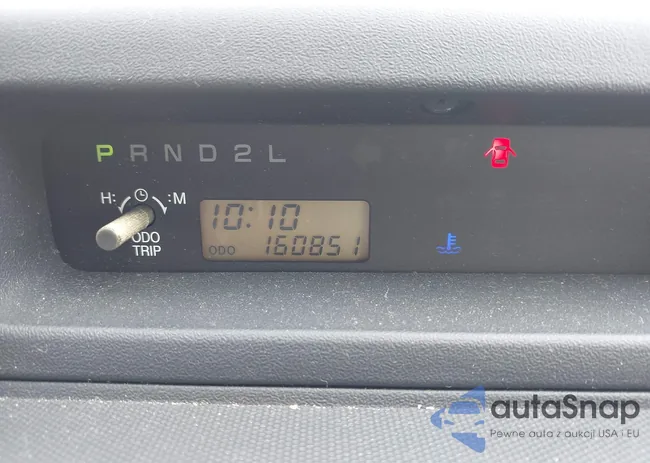 P R N D 2 L
H: :M
ODO
TRIP
10:10
ODO 160851
autaSnap
Pewne auta z aukcji USA i EU